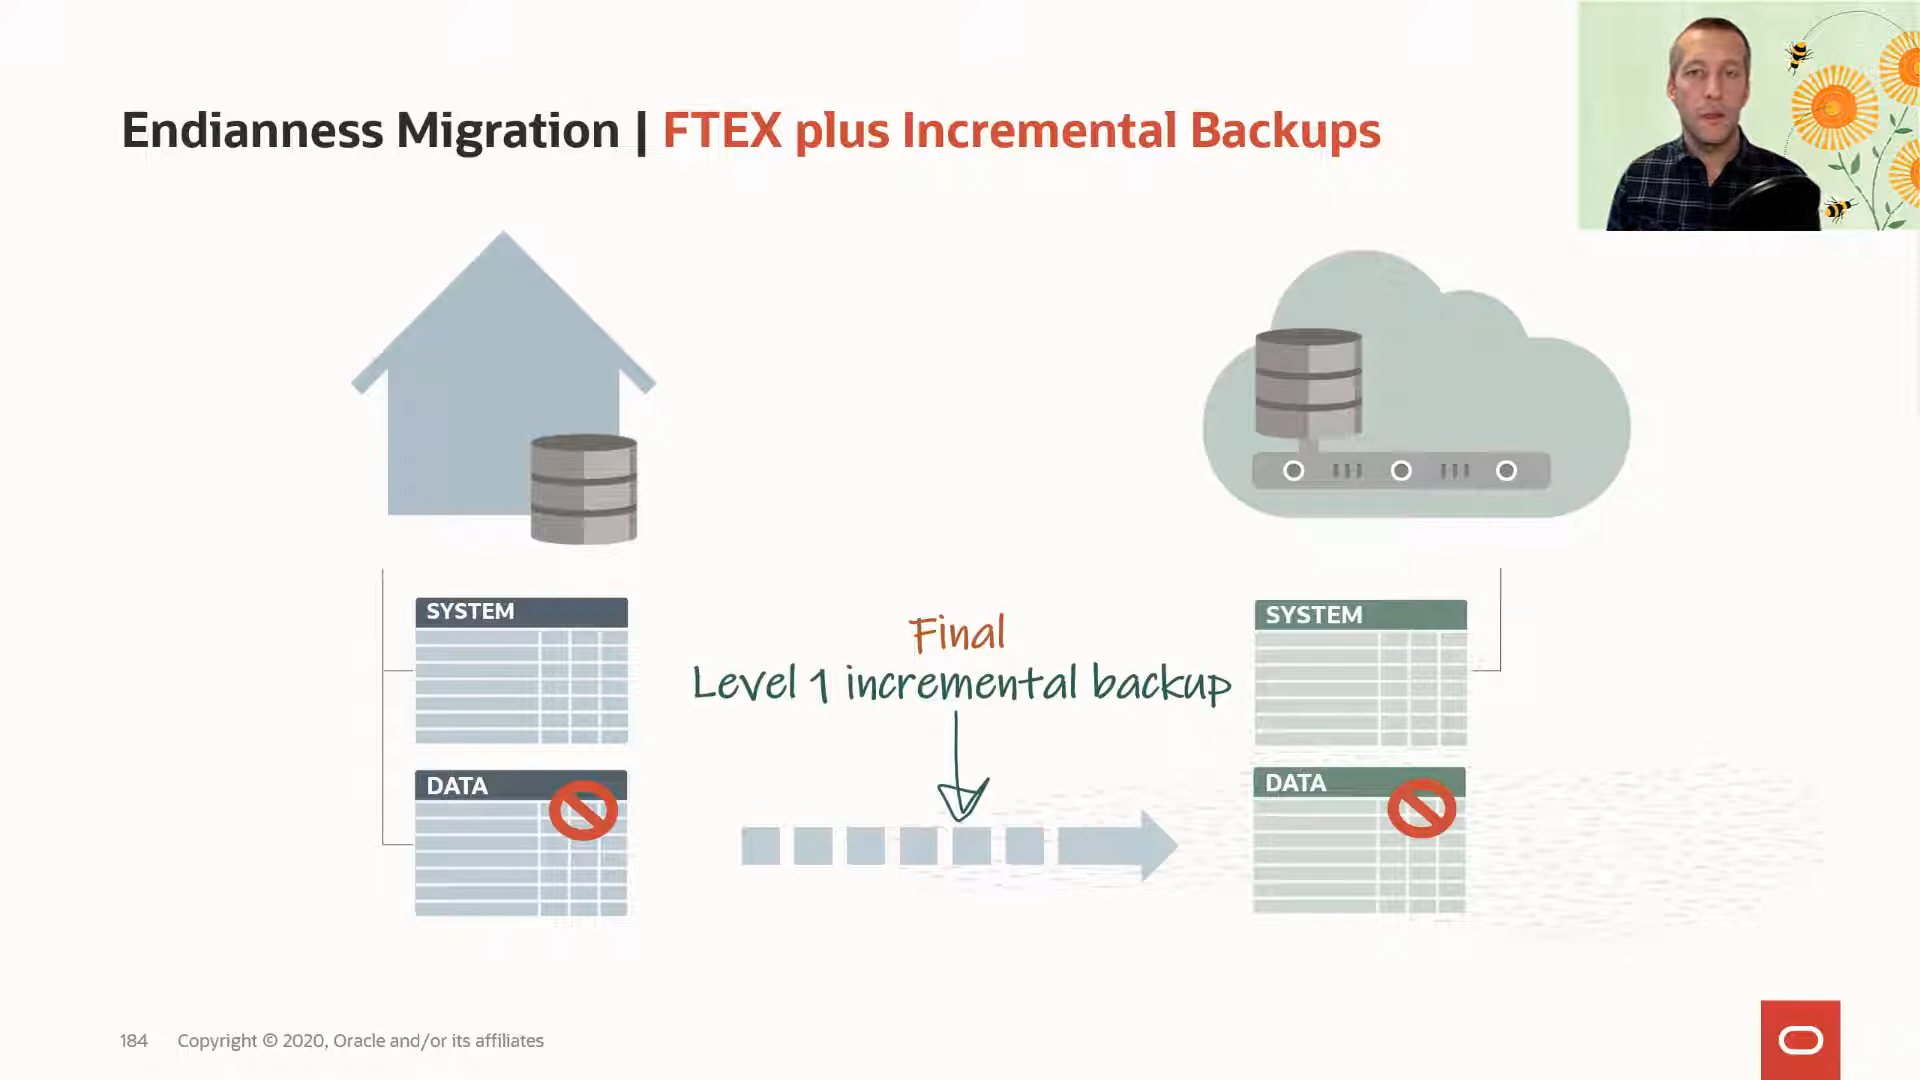 Endianness Migration | FTEX plus Incremental Backups
SYSTEM
DATA
Final
Level 1 incremental backup
SYSTEM
DATA
184 Copyright © 2020, Oracle and/or its affiliates